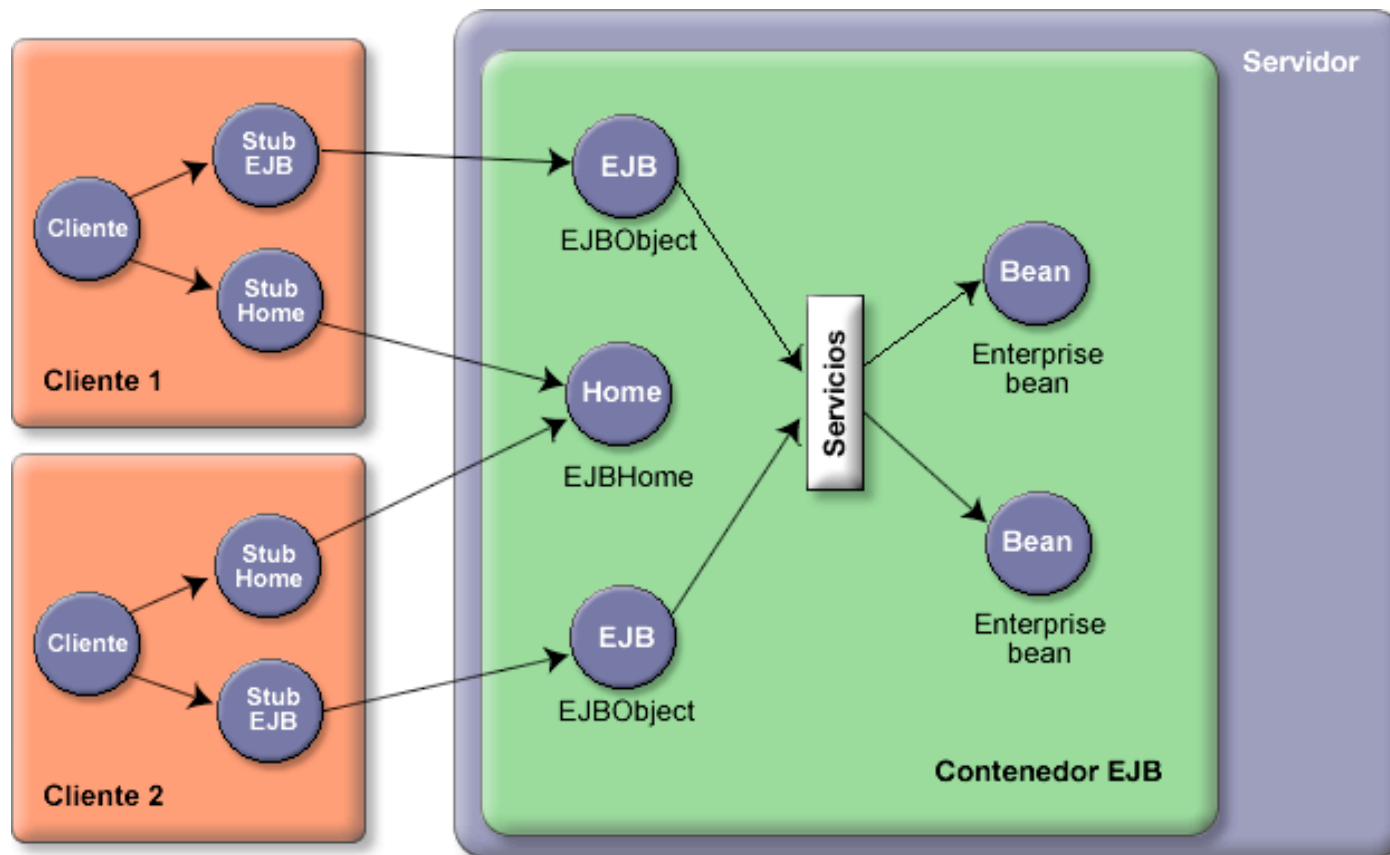 Stub
EJB
Cliente
Stub
Home
Cliente 1
Stub
Home
Cliente
Stub
EJB
Cliente 2
Servidor
EJB
EJBObject
Home
EJBHome
EJB
EJBObject
Servicios
Bean
Enterprise
bean
Bean
Enterprise
bean
Contenedor EJB